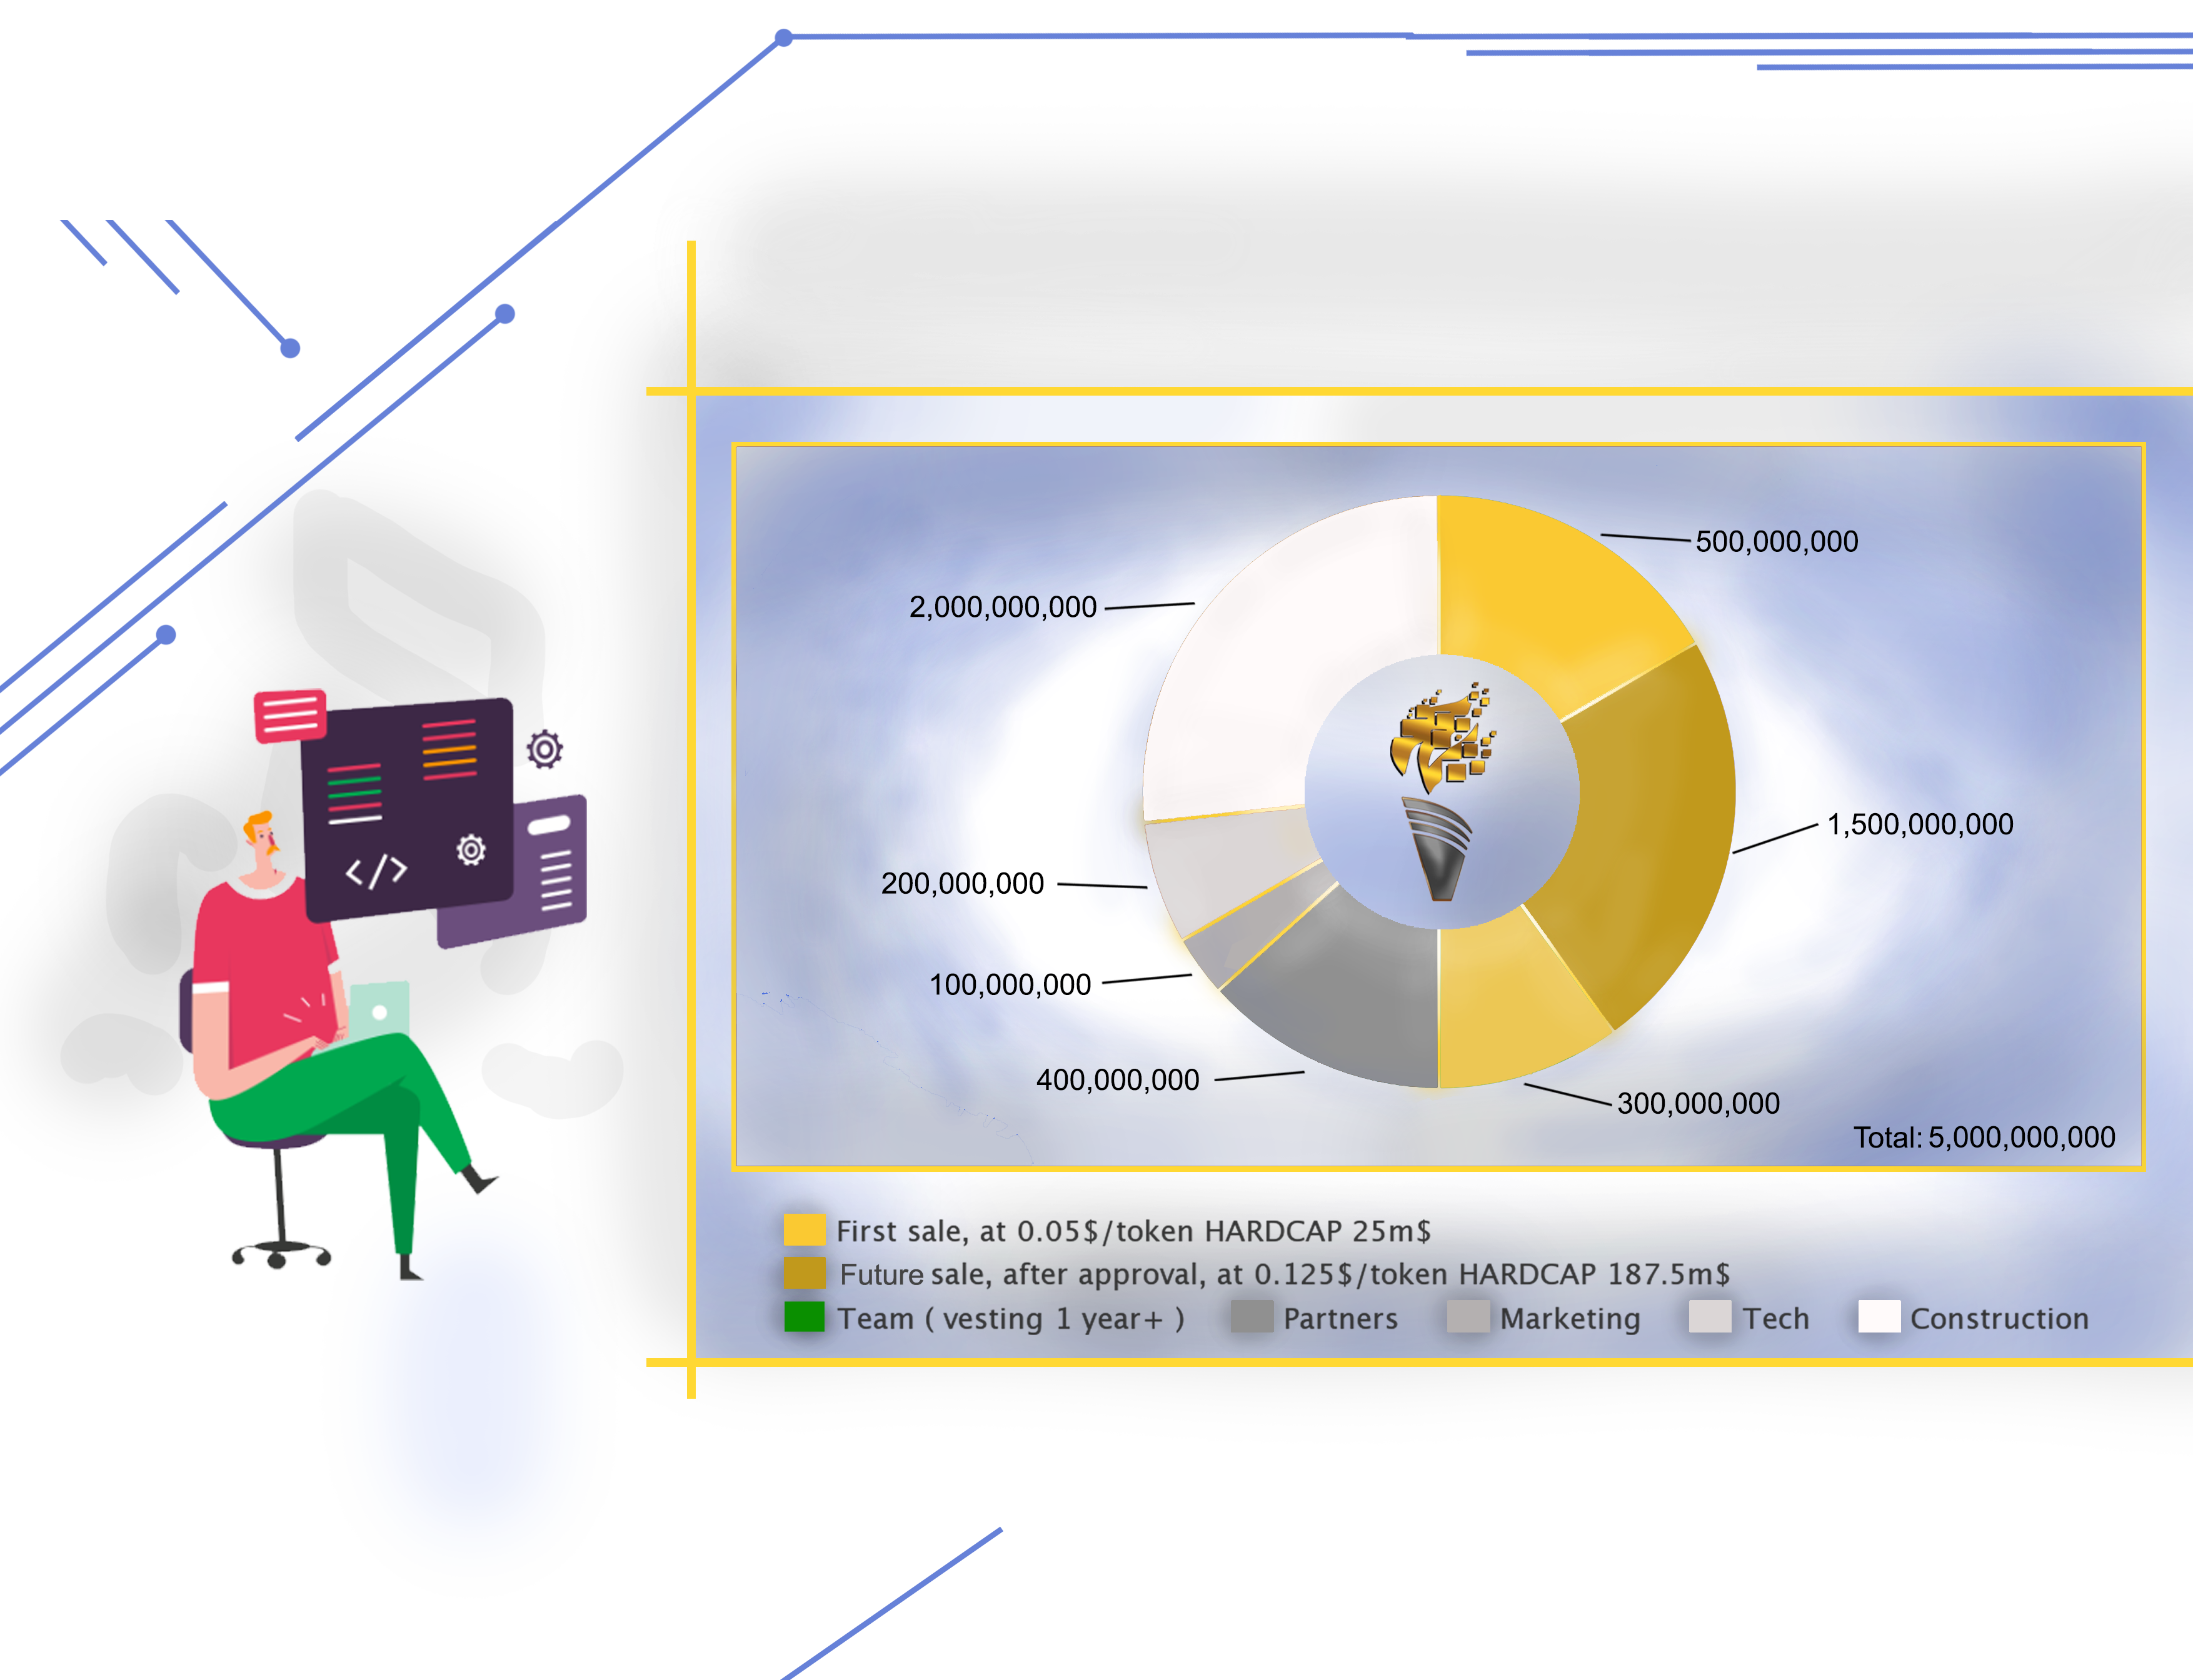 500,000,000
2,000,000,000
1,500,000,000
200,000,000
100,000,000
400,000,000
300,000,000
Total: 5,000,000,000
First sale, at 0.05$/token HARDCAP 25m$
Future sale, after approval, at 0.125$/token HARDCAP 187.5m$
Team ( vesting 1 year+ ) Partners Marketing Tech Construction